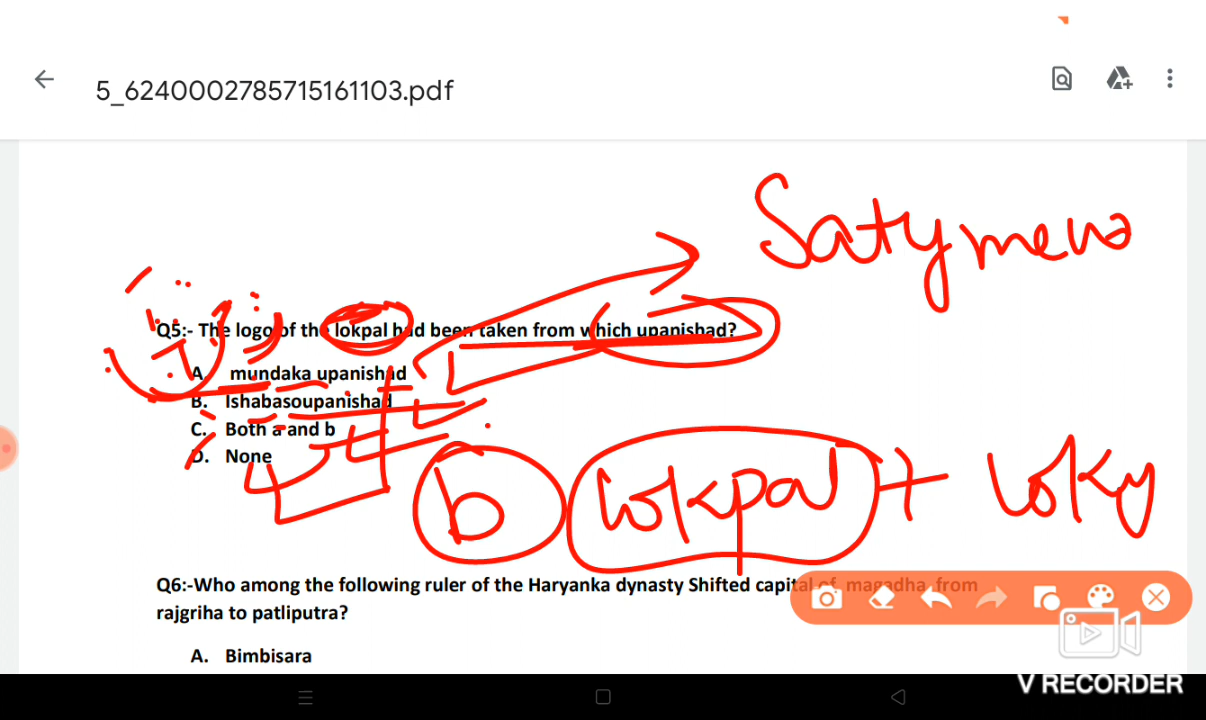 5_6240002785715161103.pdf
Satymeva
Q5:- The logo of the lokpal had been taken from which upanishad?
A. mundaka upanishad
B. Ishabasoupanishad
C. Both a and b
D. None
b lokpal + loky
Q6:-Who among the following ruler of the Haryanka dynasty Shifted capital of magadha from
rajgriha to patliputra?
A. Bimbisara
V RECORDER